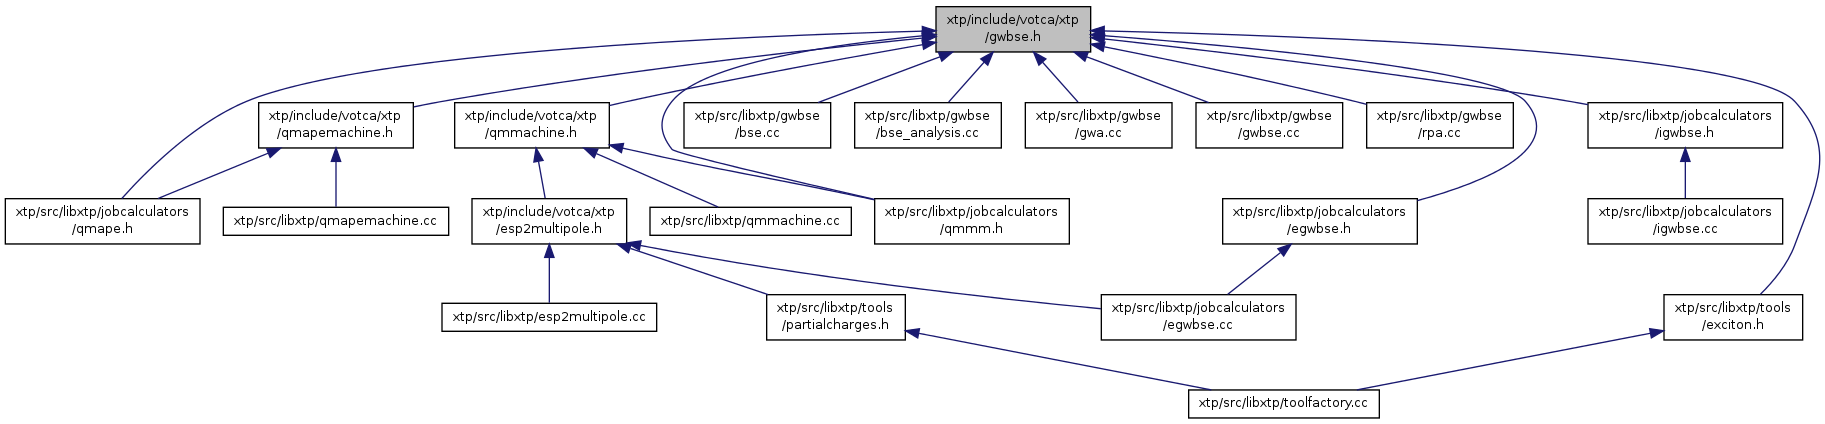 xtp/include/votca/xtp
/gwbse.h
xtp/include/votca/xtp
/qmapemachine.h
xtp/include/votca/xtp
/qmmachine.h
xtp/src/libxtp/gwbse
/bse.cc
xtp/src/libxtp/gwbse
/bse_analysis.cc
xtp/src/libxtp/gwbse
/gwa.cc
xtp/src/libxtp/gwbse
/gwbse.cc
xtp/src/libxtp/gwbse
/rpa.cc
xtp/src/libxtp/jobcalculators
/igwbse.h
xtp/src/libxtp/jobcalculators
/qmape.h
xtp/src/libxtp/qmapemachine.cc
xtp/include/votca/xtp
/esp2multipole.h
xtp/src/libxtp/qmmachine.cc
xtp/src/libxtp/jobcalculators
/qmmm.h
xtp/src/libxtp/jobcalculators
/egwbse.h
xtp/src/libxtp/jobcalculators
/igwbse.cc
xtp/src/libxtp/esp2multipole.cc
xtp/src/libxtp/tools
/partialcharges.h
xtp/src/libxtp/jobcalculators
/egwbse.cc
xtp/src/libxtp/tools
/exciton.h
xtp/src/libxtp/toolfactory.cc